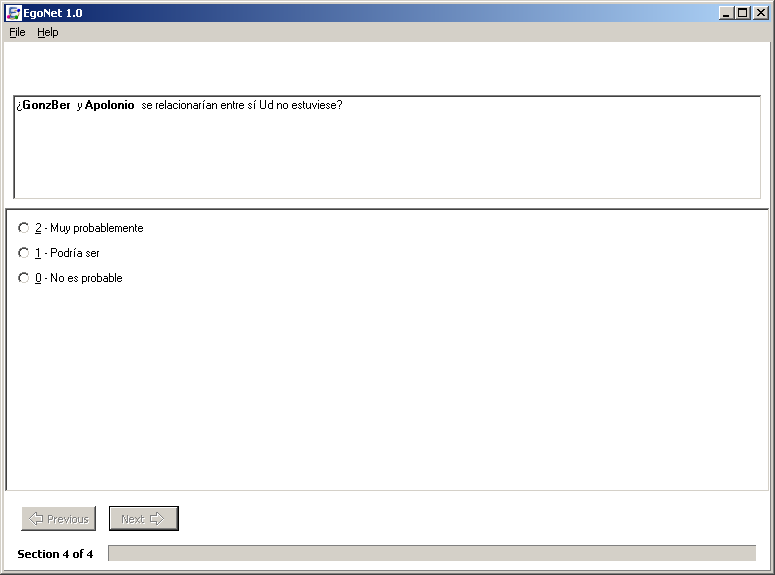 EgoNet 1.0
File Help
¿GonzBer y Apolonio se relacionarían entre sí Ud no estuviese?
2 - Muy probablemente
1 - Podría ser
0 - No es probable
Previous Next
Section 4 of 4